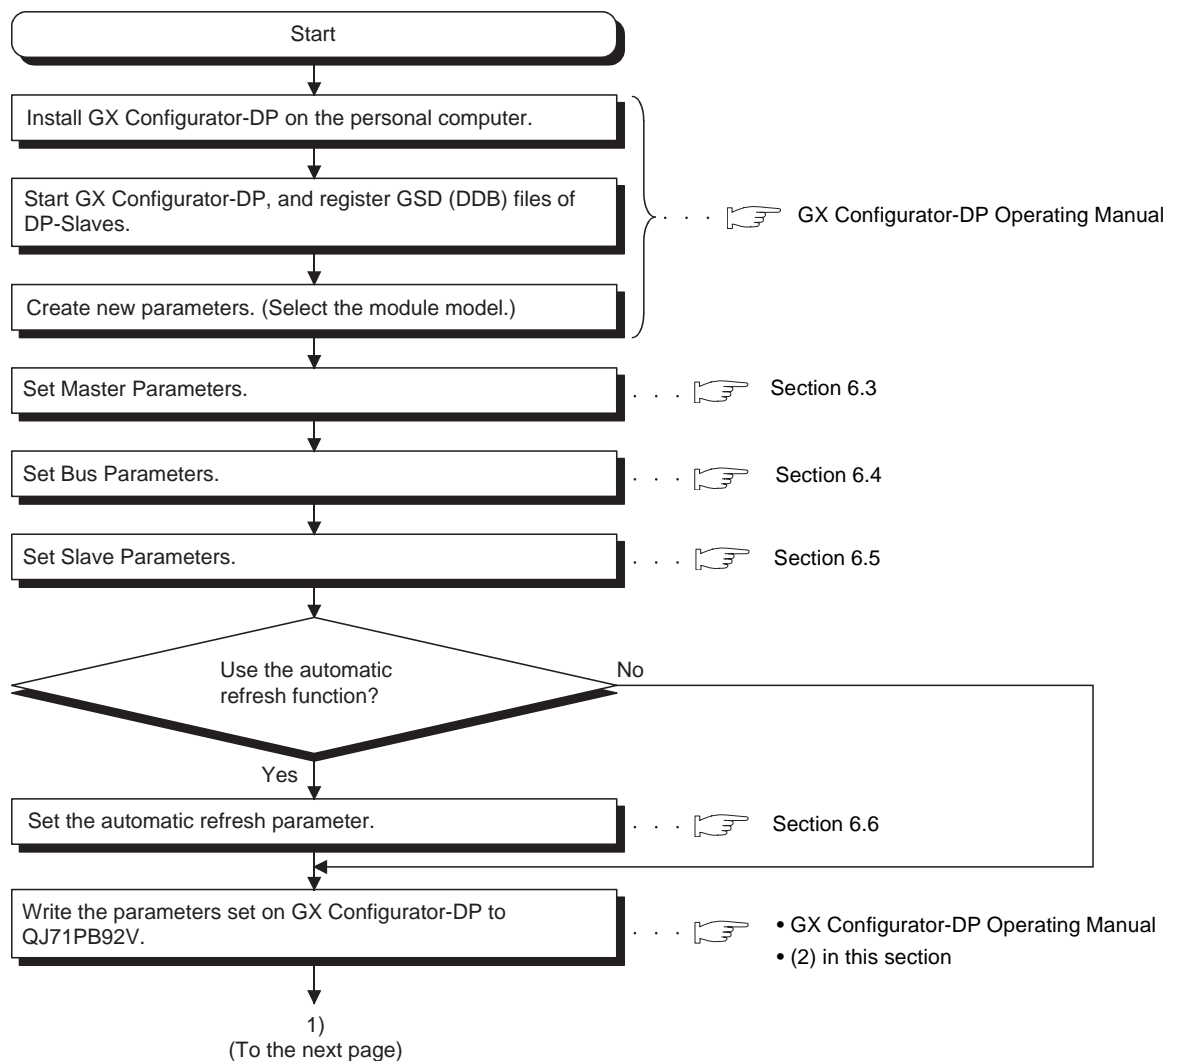 Start
Install GX Configurator-DP on the personal computer.
Start GX Configurator-DP, and register GSD (DDB) files of
DP-Slaves.
GX Configurator-DP Operating Manual
Create new parameters. (Select the module model.)
Set Master Parameters.
Section 6.3
Set Bus Parameters.
Section 6.4
Set Slave Parameters.
Section 6.5
Use the automatic
refresh function?
No
Yes
Set the automatic refresh parameter.
Section 6.6
Write the parameters set on GX Configurator-DP to
QJ71PB92V.
• GX Configurator-DP Operating Manual
• (2) in this section
1)
(To the next page)